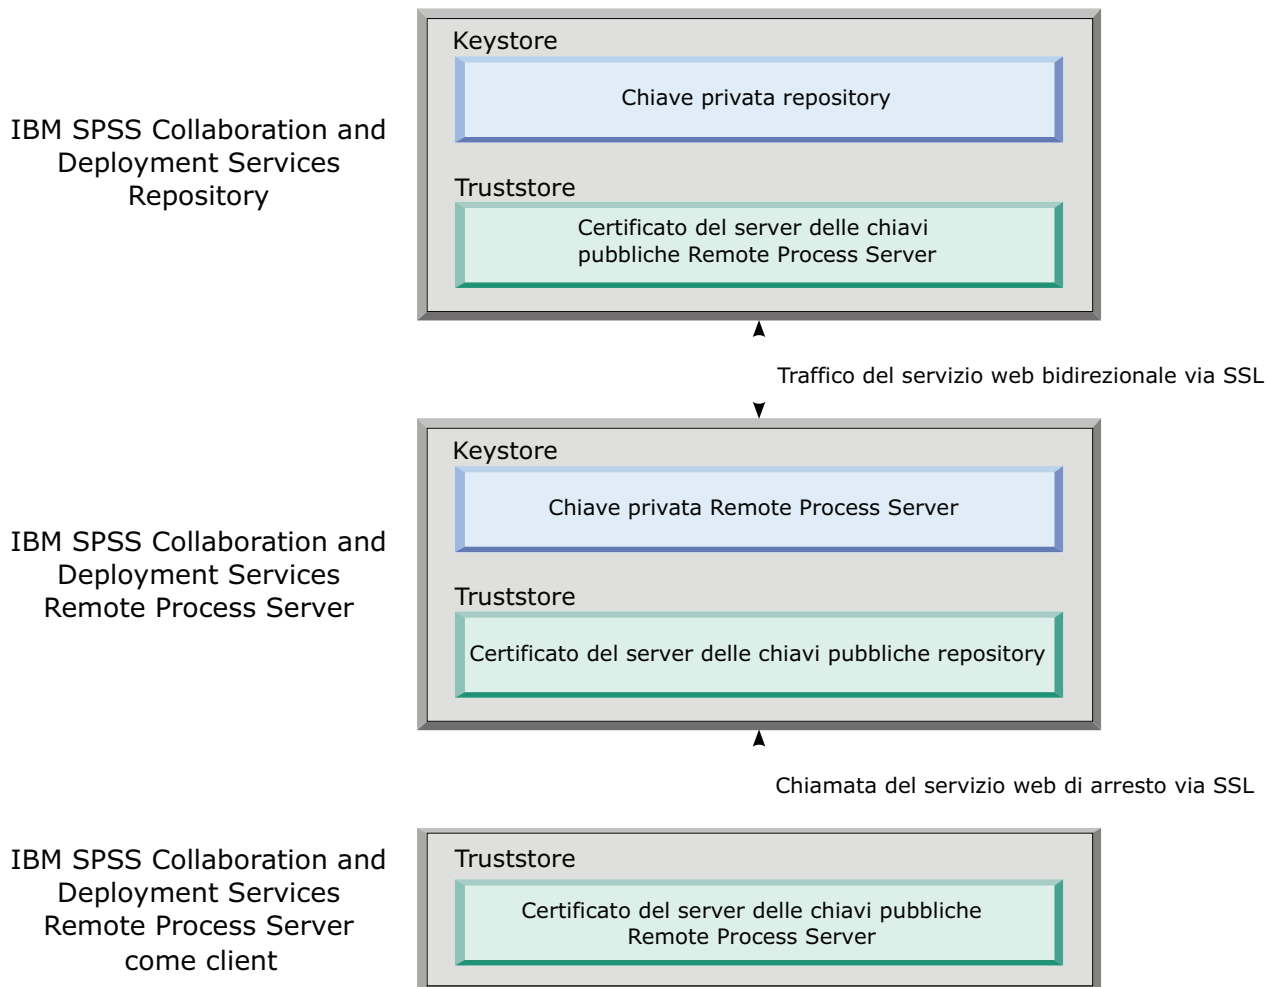 Keystore
Chiave privata repository
IBM SPSS Collaboration and
Deployment Services
Repository
Truststore
Certificato del server delle chiavi
pubbliche Remote Process Server
Traffico del servizio web bidirezionale via SSL
Keystore
Chiave privata Remote Process Server
IBM SPSS Collaboration and
Deployment Services
Remote Process Server
Truststore
Certificato del server delle chiavi pubbliche repository
Chiamata del servizio web di arresto via SSL
IBM SPSS Collaboration and
Deployment Services
Remote Process Server
come client
Truststore
Certificato del server delle chiavi pubbliche
Remote Process Server